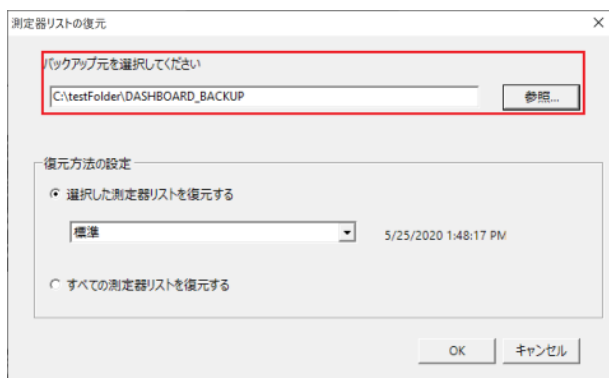 測定器リストの復元
バックアップ元を選択してください
C:\testFolder\DASHBOARD_BACKUP
参照...
復元方法の設定
選択した測定器リストを復元する
標準
5/25/2020 1:48:17 PM
すべての測定器リストを復元する
OK
キャンセル